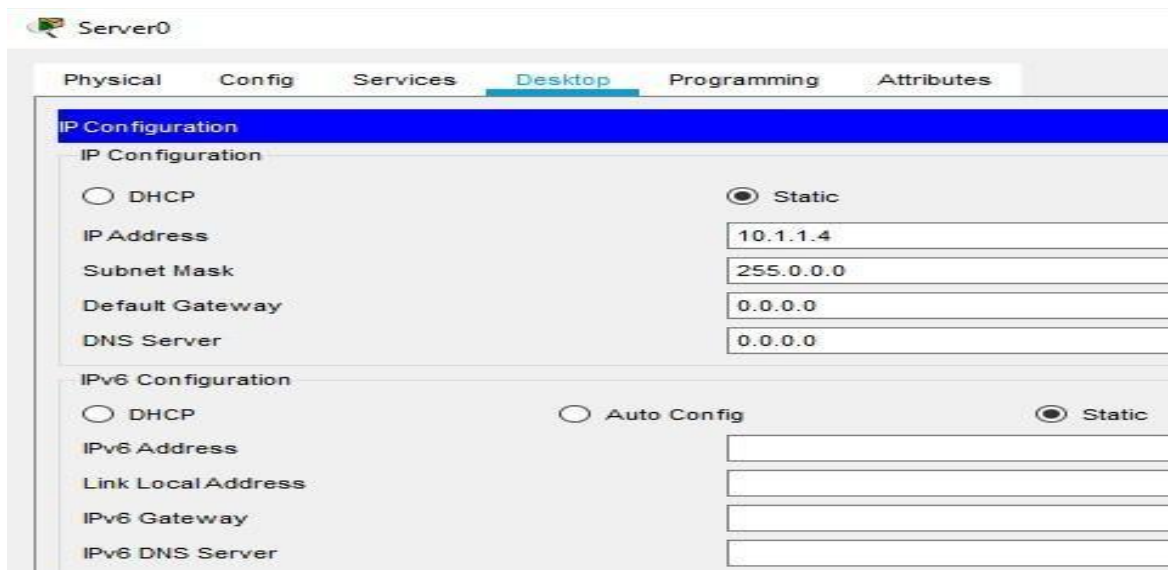 Server0
Physical Config Services Desktop Programming Attributes
IP Configuration
IP Configuration
DHCP Static
IP Address 10.1.1.4
Subnet Mask 255.0.0.0
Default Gateway 0.0.0.0
DNS Server 0.0.0.0
IPv6 Configuration
DHCP Auto Config Static
IPv6 Address
Link Local Address
IPv6 Gateway
IPv6 DNS Server